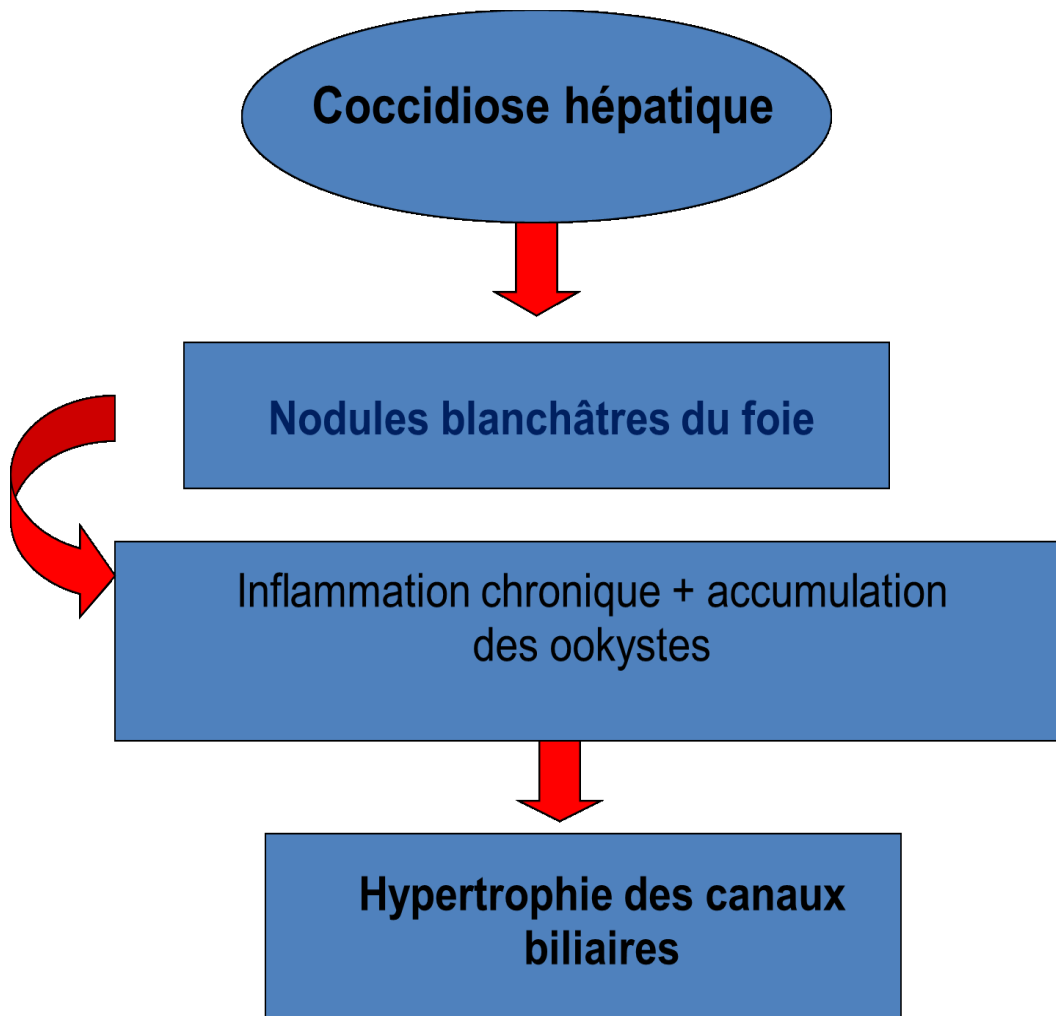 Coccidiose hépatique
Nodules blanchâtres du foie
Inflammation chronique + accumulation
des ookystes
Hypertrophie des canaux
biliaires